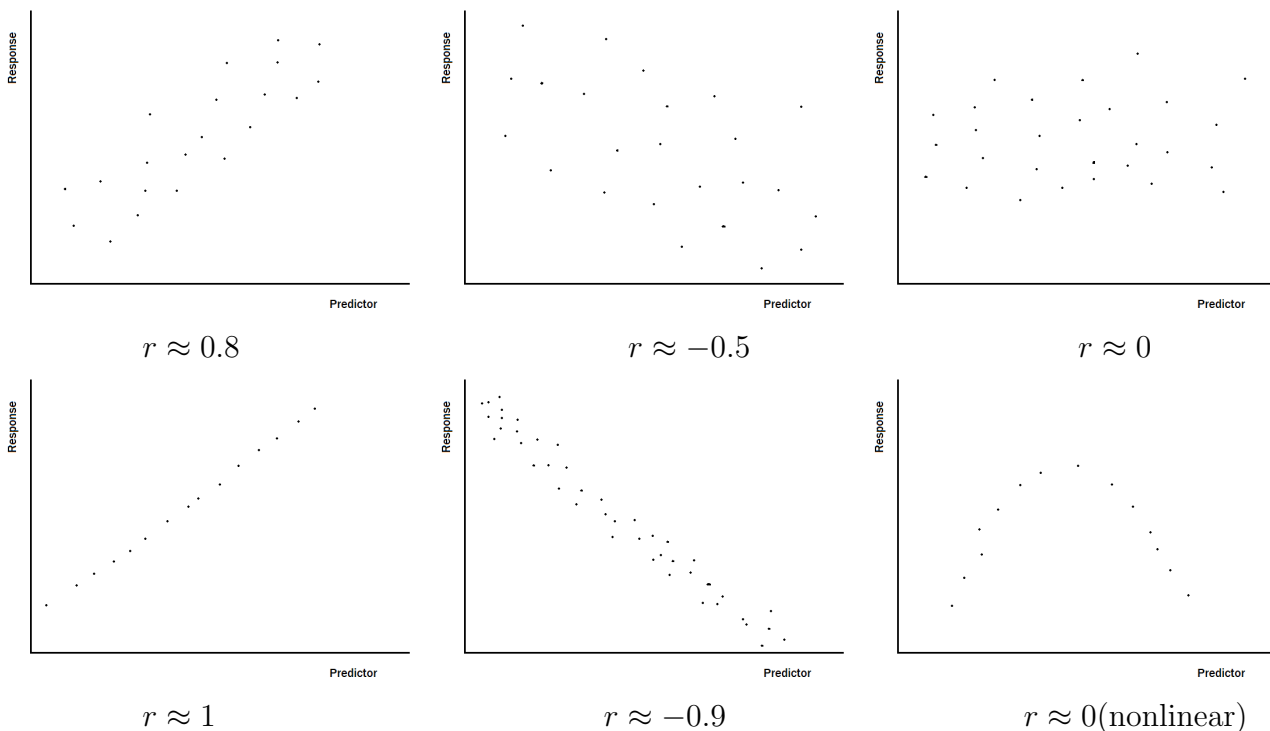 Response
Response
Response
Predictor
Predictor
Predictor
r ≈ 0.8
r ≈ −0.5
r ≈ 0
Response
Response
Response
Predictor
Predictor
Predictor
r ≈ 1
r ≈ −0.9
r ≈ 0(nonlinear)